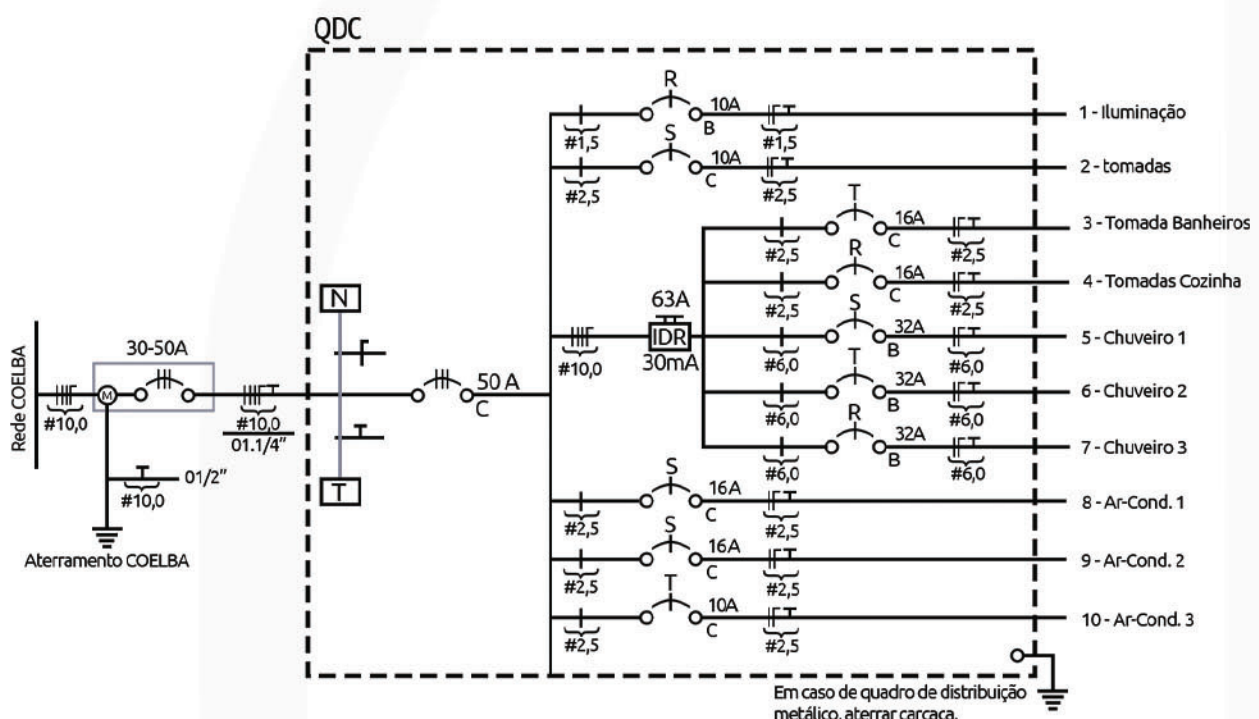 QDC
R
10A
B
#1,5
#1,5
1 - Iluminação
S
10A
C
#2,5
#2,5
2 - tomadas
T
16A
C
#2,5
#2,5
3 - Tomada Banheiros
R
16A
C
#2,5
#2,5
4 - Tomadas Cozinha
63A
IDR
30mA
#10,0
S
32A
B
#6,0
#6,0
5 - Chuveiro 1
T
32A
B
#6,0
#6,0
6 - Chuveiro 2
R
32A
B
#6,0
#6,0
7 - Chuveiro 3
N
T
Rede COELBA
#10,0
M
30-50A
#10,0
01.1/4"
50 A
C
#10,0
01/2"
Aterramento COELBA
S
16A
C
#2,5
#2,5
8 - Ar-Cond. 1
S
16A
C
#2,5
#2,5
9 - Ar-Cond. 2
T
10A
C
#2,5
#2,5
10 - Ar-Cond. 3
Em caso de quadro de distribuição
metálico, aterrar carcaça.